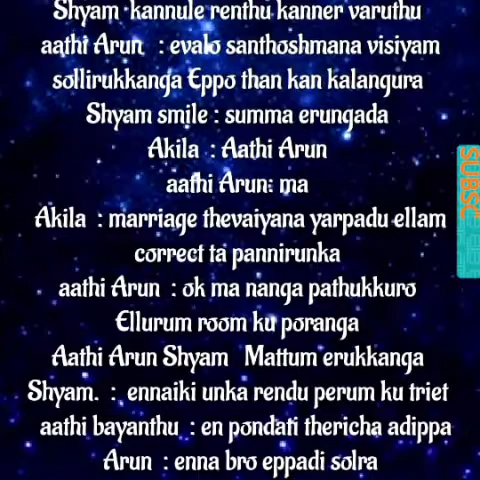 Shyam kannule renthu kanner varuthu
aathi Arun : evalo santhoshmana visiyam
sollirukkanga Eppo than kan kalangura
Shyam smile : summa erungada
Akila : Aathi Arun
aathi Arun: ma
Akila : marriage thevaiyana yarpadu ellam
correct ta pannirunka
aathi Arun : ok ma nanga pathukkuro
Ellurum room ku poranga
Aathi Arun Shyam Mattum erukkanga
Shyam. : ennaiki unka rendu perum ku triet
aathi bayanthu : en pondati thericha adippa
Arun : enna bro eppadi solra
SUBSC